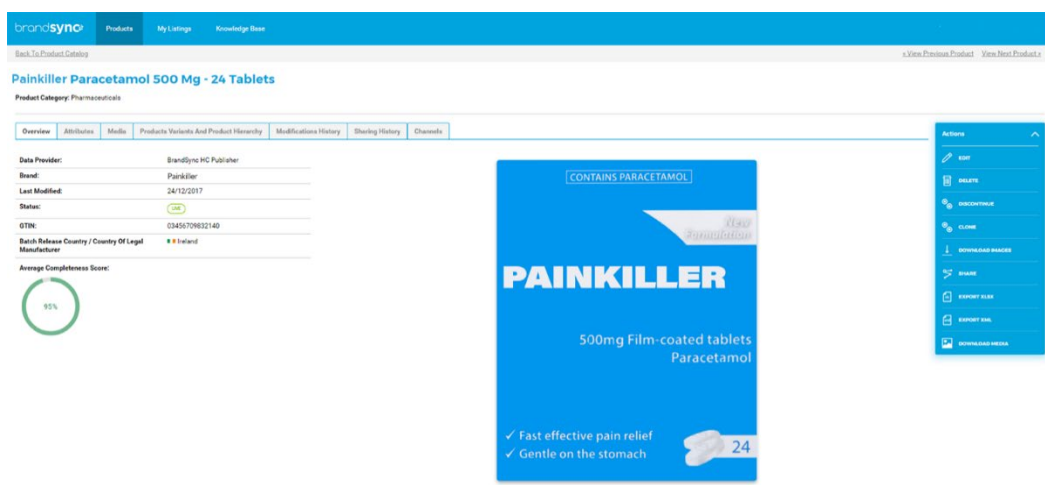 brandsync Products My Listings Knowledge Base
Back To Product Catalog « View Previous Product View Next Product »
Painkiller Paracetamol 500 Mg - 24 Tablets
Product Category: Pharmaceuticals
Overview Attributes Media Products Variants And Product Hierarchy Modifications History Sharing History Channels
Data Provider: BrandSync HC Publisher
Brand: Painkiller
Last Modified: 24/12/2017
Status: LIVE
GTIN: 03456709832140
Batch Release Country / Country Of Legal
Manufacturer
Ireland
Average Completeness Score:
95%
CONTAINS PARACETAMOL
New
Formulation
PAINKILLER
500mg Film-coated tablets
Paracetamol
✓ Fast effective pain relief
✓ Gentle on the stomach
24
Actions
EDIT
DELETE
DISCONTINUE
CLONE
DOWNLOAD IMAGES
SHARE
EXPORT XLSX
EXPORT XML
DOWNLOAD MEDIA